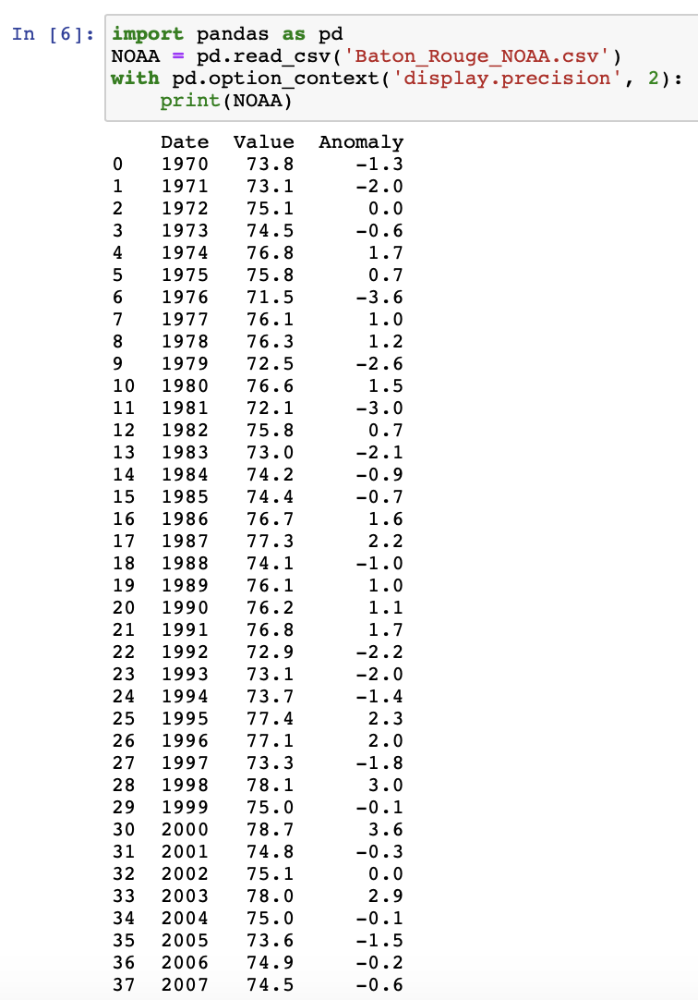 In [6]: import pandas as pd
NOAA = pd.read_csv('Baton_Rouge_NOAA.csv')
with pd.option_context('display.precision', 2):
    print(NOAA)
    Date  Value  Anomaly
0   1970   73.8     -1.3
1   1971   73.1     -2.0
2   1972   75.1      0.0
3   1973   74.5     -0.6
4   1974   76.8      1.7
5   1975   75.8      0.7
6   1976   71.5     -3.6
7   1977   76.1      1.0
8   1978   76.3      1.2
9   1979   72.5     -2.6
10  1980   76.6      1.5
11  1981   72.1     -3.0
12  1982   75.8      0.7
13  1983   73.0     -2.1
14  1984   74.2     -0.9
15  1985   74.4     -0.7
16  1986   76.7      1.6
17  1987   77.3      2.2
18  1988   74.1     -1.0
19  1989   76.1      1.0
20  1990   76.2      1.1
21  1991   76.8      1.7
22  1992   72.9     -2.2
23  1993   73.1     -2.0
24  1994   73.7     -1.4
25  1995   77.4      2.3
26  1996   77.1      2.0
27  1997   73.3     -1.8
28  1998   78.1      3.0
29  1999   75.0     -0.1
30  2000   78.7      3.6
31  2001   74.8     -0.3
32  2002   75.1      0.0
33  2003   78.0      2.9
34  2004   75.0     -0.1
35  2005   73.6     -1.5
36  2006   74.9     -0.2
37  2007   74.5     -0.6